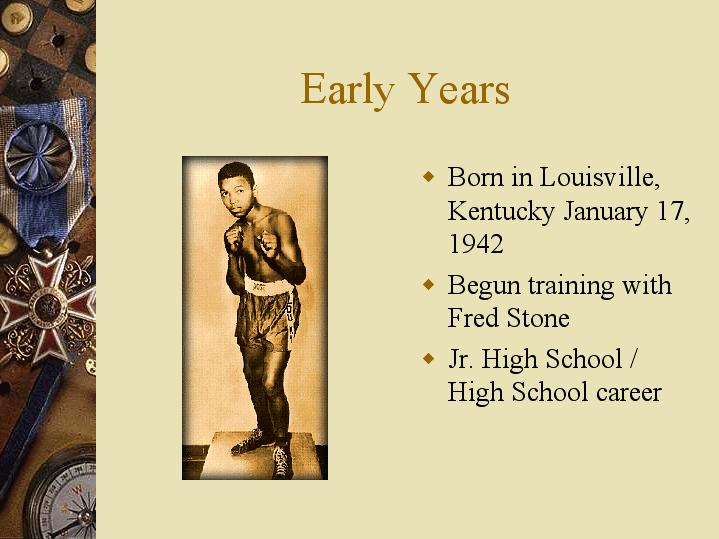 Early Years
Born in Louisville,
Kentucky January 17,
1942
Begun training with
Fred Stone
Jr. High School /
High School career